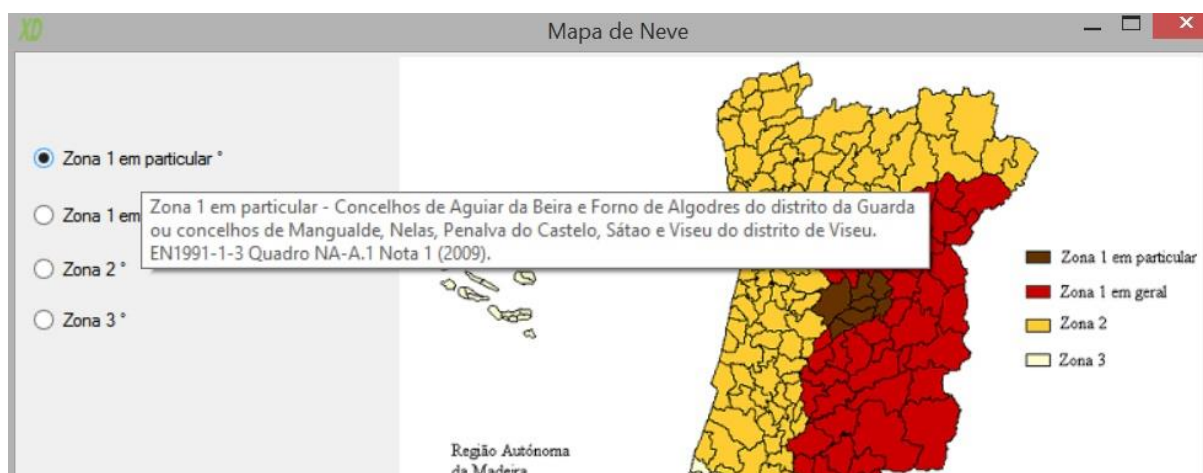 XD
Mapa de Neve
Zona 1 em particular °
Zona 1 em
Zona 1 em particular - Concelhos de Aguiar da Beira e Forno de Algodres do distrito da Guarda
ou concelhos de Mangualde, Nelas, Penalva do Castelo, Sátao e Viseu do distrito de Viseu.
EN1991-1-3 Quadro NA-A.1 Nota 1 (2009).
Zona 2 °
Zona 3 °
Zona 1 em particular
Zona 1 em geral
Zona 2
Zona 3
Região Autónoma
da Madeira